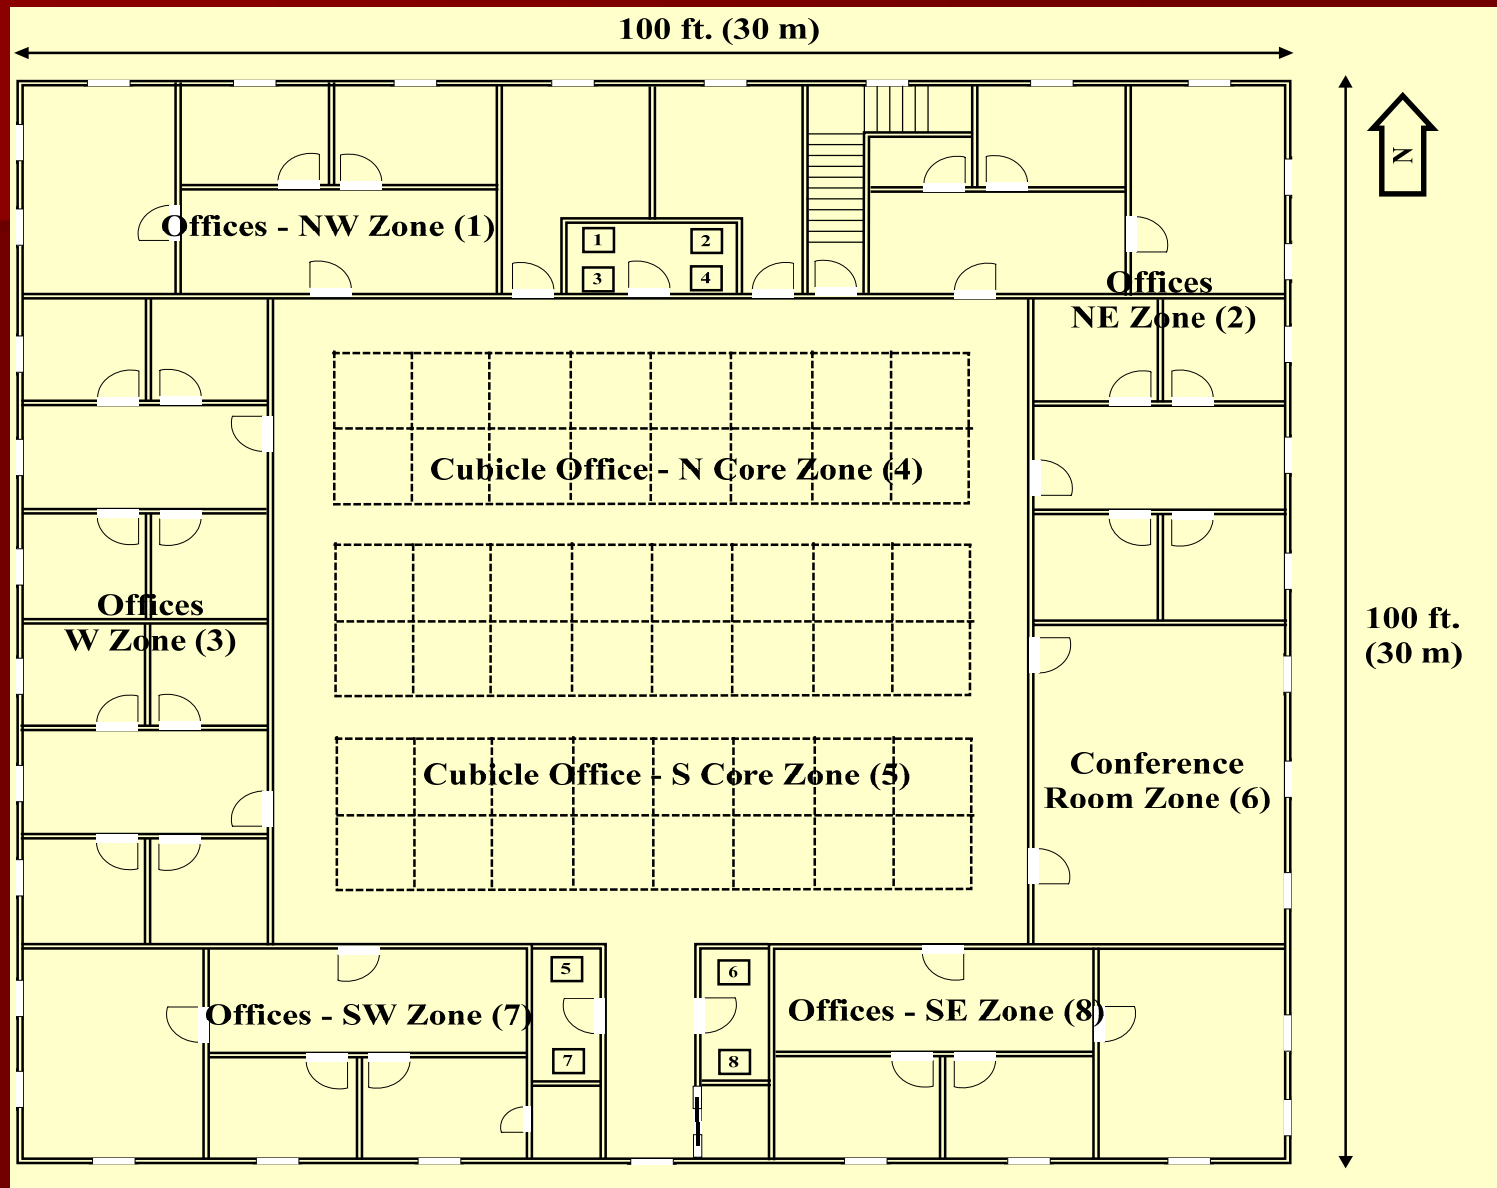 100 ft. (30 m)
N
Offices - NW Zone (1)
1
2
3
4
Offices
NE Zone (2)
Cubicle Office - N Core Zone (4)
Offices
W Zone (3)
100 ft.
(30 m)
Cubicle Office - S Core Zone (5)
Conference
Room Zone (6)
5
6
Offices - SW Zone (7)
Offices - SE Zone (8)
7
8